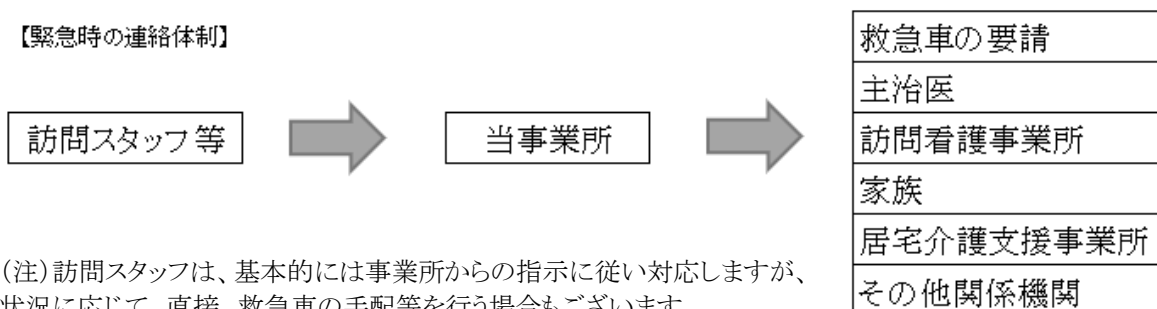 【緊急時の連絡体制】
訪問スタッフ等
当事業所
救急車の要請
主治医
訪問看護事業所
家族
居宅介護支援事業所
その他関係機関
(注)訪問スタッフは、基本的には事業所からの指示に従い対応しますが、
状況に応じて、直接、救急車の手配等を行う場合もございます